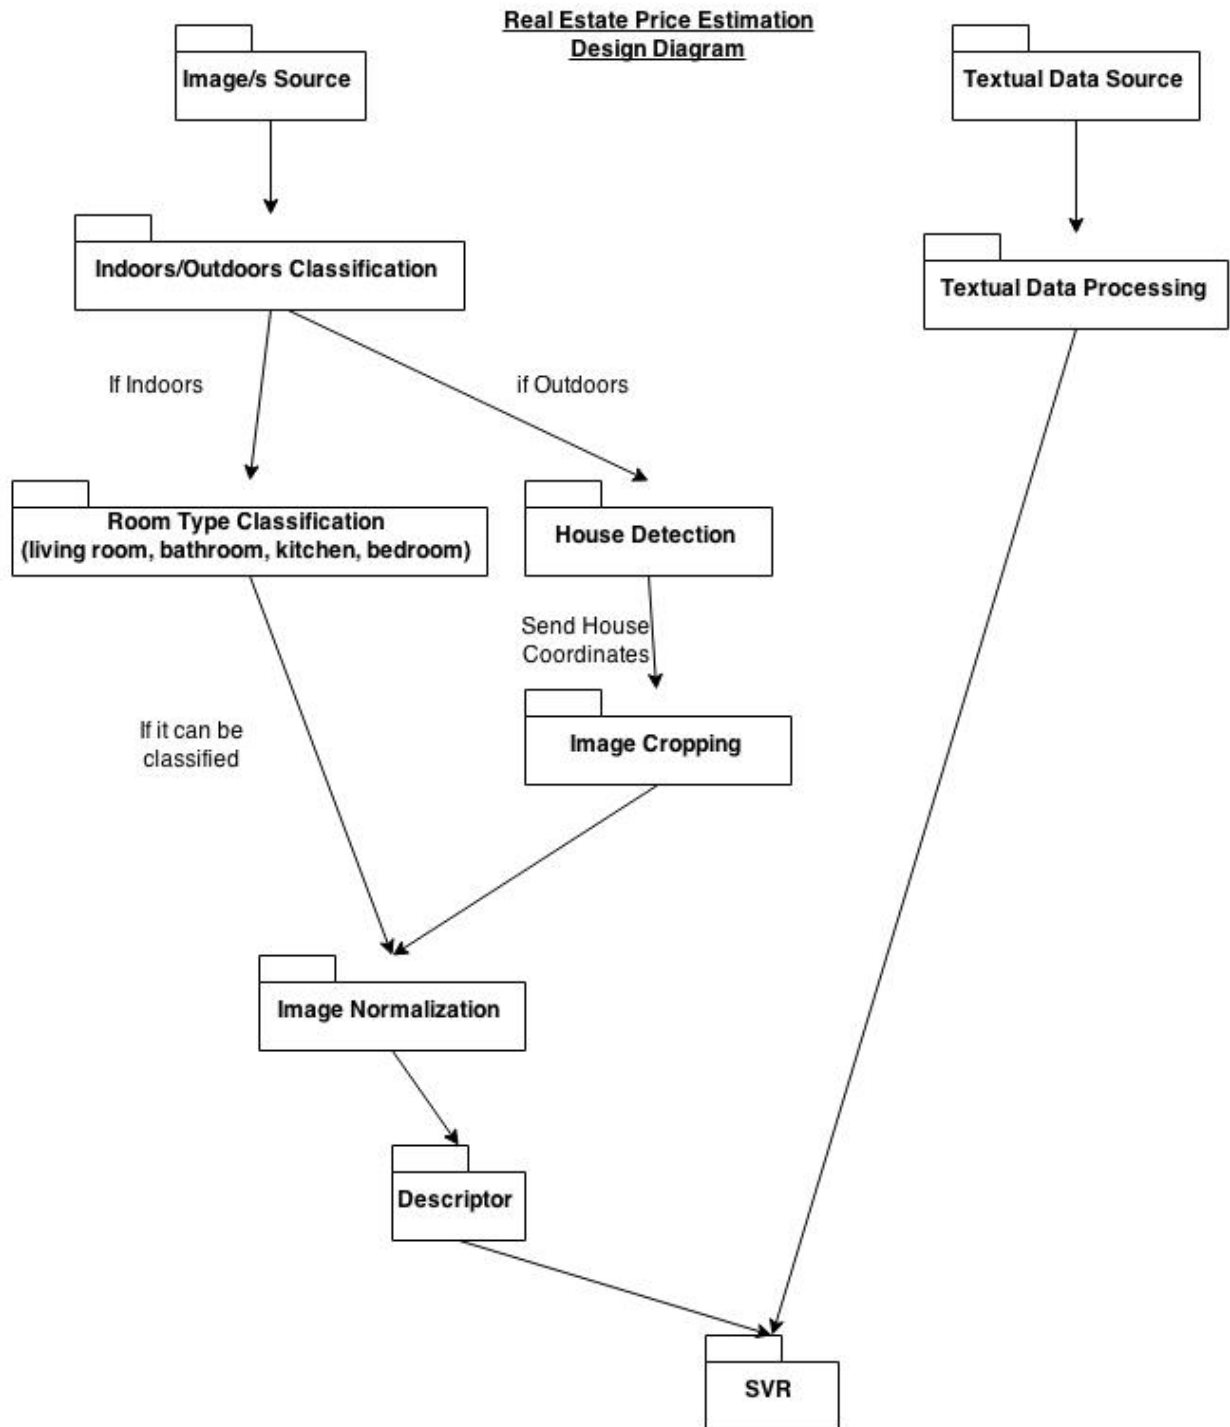 Real Estate Price Estimation
Design Diagram
Image/s Source
Textual Data Source
Indoors/Outdoors Classification
Textual Data Processing
If Indoors
if Outdoors
Room Type Classification
(living room, bathroom, kitchen, bedroom)
House Detection
Send House
Coordinates
If it can be
classified
Image Cropping
Image Normalization
Descriptor
SVR